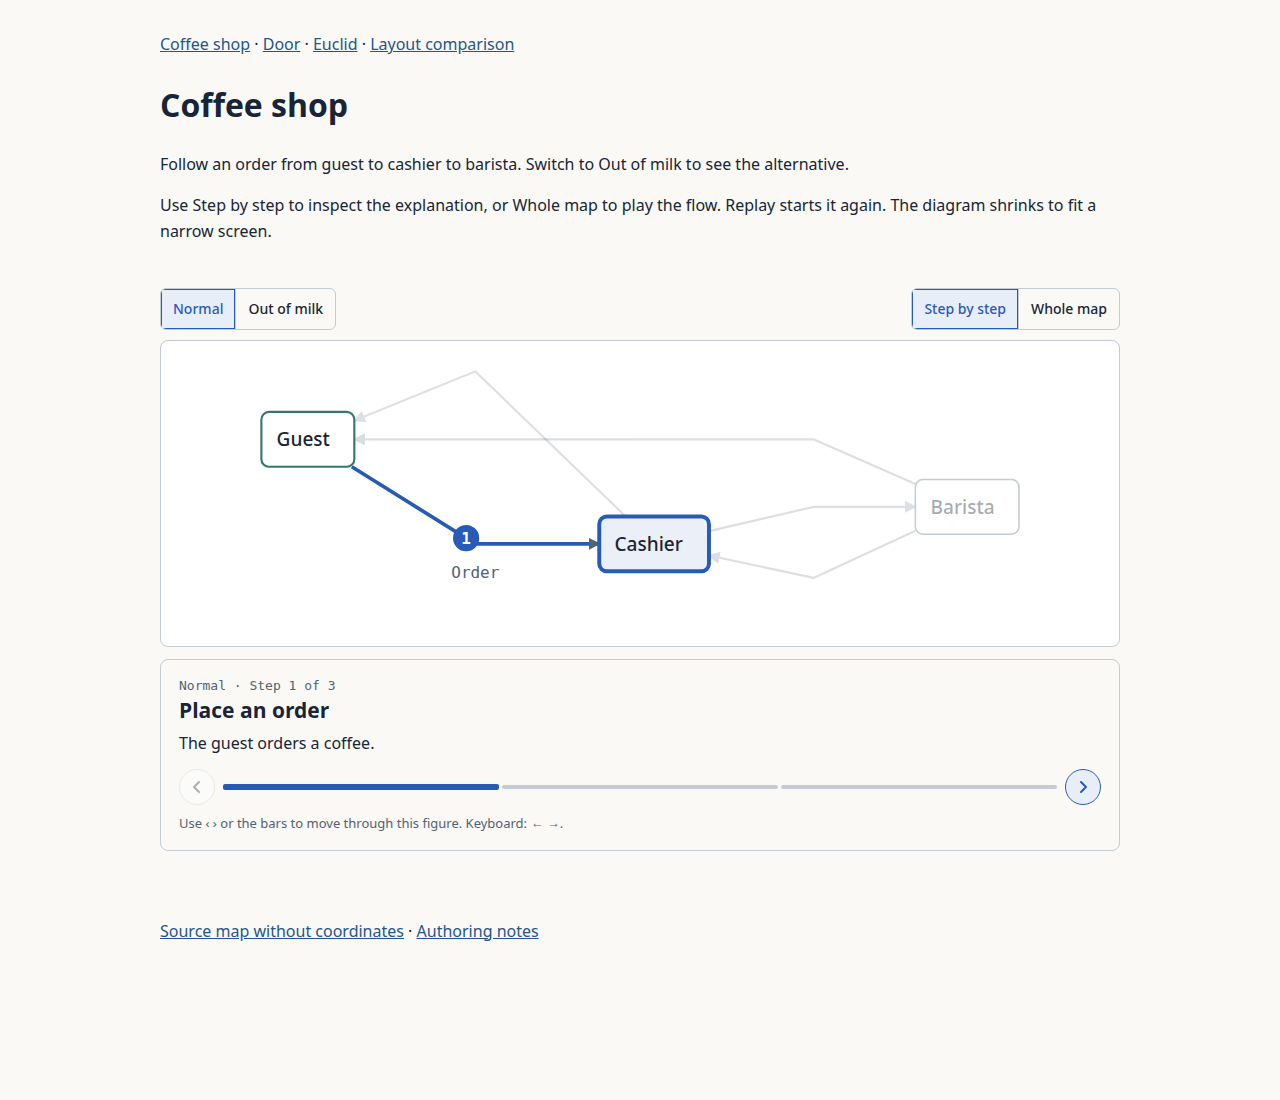 Coffee shop · Door · Euclid · Layout comparison
Coffee shop
Follow an order from guest to cashier to barista. Switch to Out of milk to see the alternative.
Use Step by step to inspect the explanation, or Whole map to play the flow. Replay starts it again. The diagram shrinks to fit a
narrow screen.
Normal Out of milk Step by step Whole map
Guest
Barista
1
Cashier
Order
Normal · Step 1 of 3
Place an order
The guest orders a coffee.
Use ‹ › or the bars to move through this figure. Keyboard: ← →.
Source map without coordinates · Authoring notes